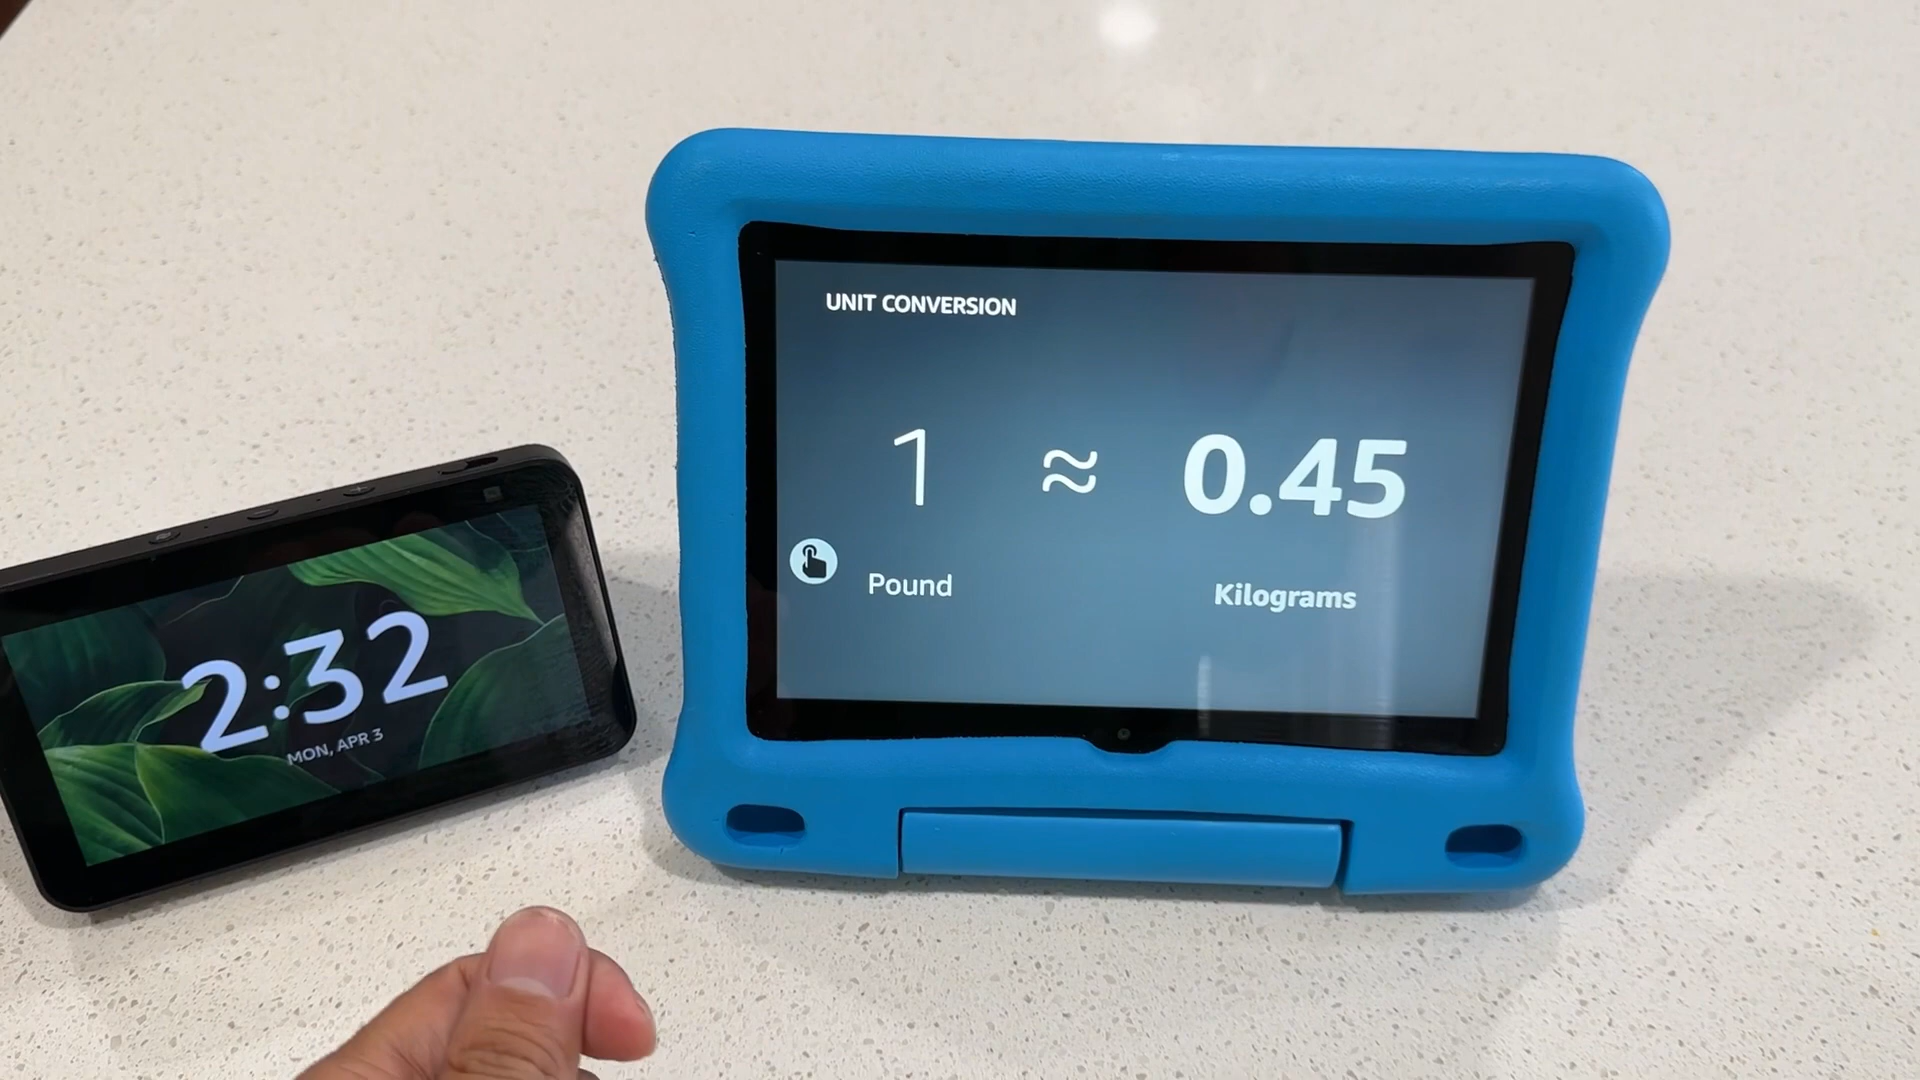 2:32
MON, APR 3
UNIT CONVERSION
1 ≈ 0.45
Pound Kilograms